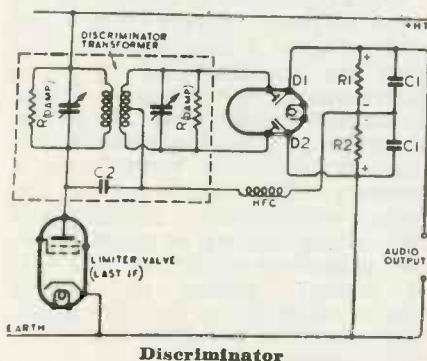 DISCRIMINATOR
TRANSFORMER
+HT
R(DAMP)
R(DAMP)
D1
D2
R1
R2
C1
C1
+
-
-
+
C2
HFC
LIMITER VALVE
(LAST IF)
AUDIO
OUTPUT
EARTH
Discriminator